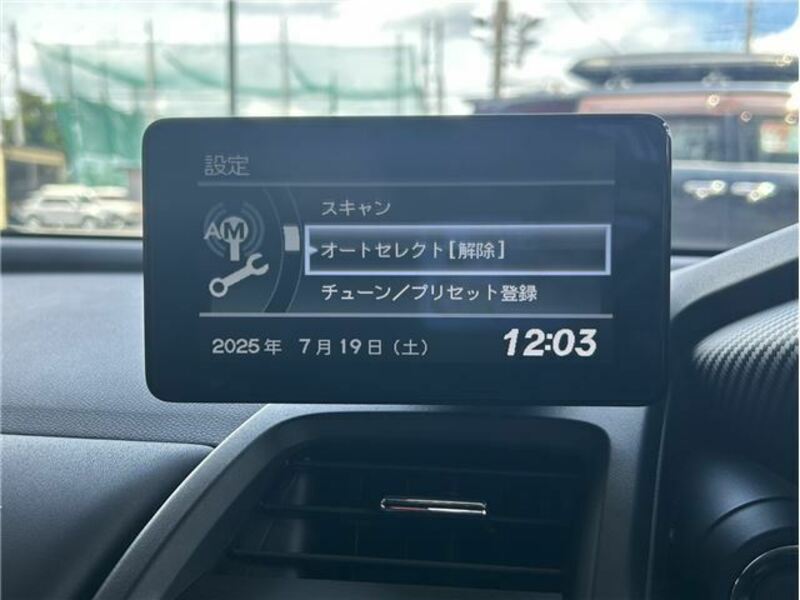 設定
AM
スキャン
オートセレクト[解除]
チューン／プリセット登録
2025年 7月19日（土） 12:03